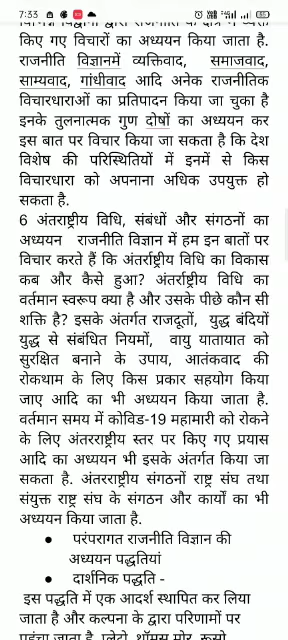 7:33
किए गए विचारों का अध्ययन किया जाता है.
राजनीति विज्ञानमें व्यक्तिवाद, समाजवाद,
साम्यवाद, गांधीवाद आदि अनेक राजनीतिक
विचारधाराओं का प्रतिपादन किया जा चुका है
इनके तुलनात्मक गुण दोषों का अध्ययन कर
इस बात पर विचार किया जा सकता है कि देश
विशेष की परिस्थितियों में इनमें से किस
विचारधारा को अपनाना अधिक उपयुक्त हो
सकता है.
6 अंतराष्ट्रीय विधि, संबंधों और संगठनों का
अध्ययन राजनीति विज्ञान में हम इन बातों पर
विचार करते हैं कि अंतर्राष्ट्रीय विधि का विकास
कब और कैसे हुआ? अंतर्राष्ट्रीय विधि का
वर्तमान स्वरूप क्या है और उसके पीछे कौन सी
शक्ति है? इसके अंतर्गत राजदूतों, युद्ध बंदियों
युद्ध से संबंधित नियमों, वायु यातायात को
सुरक्षित बनाने के उपाय, आतंकवाद की
रोकथाम के लिए किस प्रकार सहयोग किया
जाए आदि का भी अध्ययन किया जाता है.
वर्तमान समय में कोविड-19 महामारी को रोकने
के लिए अंतरराष्ट्रीय स्तर पर किए गए प्रयास
आदि का अध्ययन भी इसके अंतर्गत किया जा
सकता है. अंतरराष्ट्रीय संगठनों राष्ट्र संघ तथा
संयुक्त राष्ट्र संघ के संगठन और कार्यों का भी
अध्ययन किया जाता है.
● परंपरागत राजनीति विज्ञान की
अध्ययन पद्धतियां
● दार्शनिक पद्धति -
इस पद्धति में एक आदर्श स्थापित कर लिया
जाता है और कल्पना के द्वारा परिणामों पर
पहुंचा जाता है. प्लेटो, थॉमस मोर, रूसो